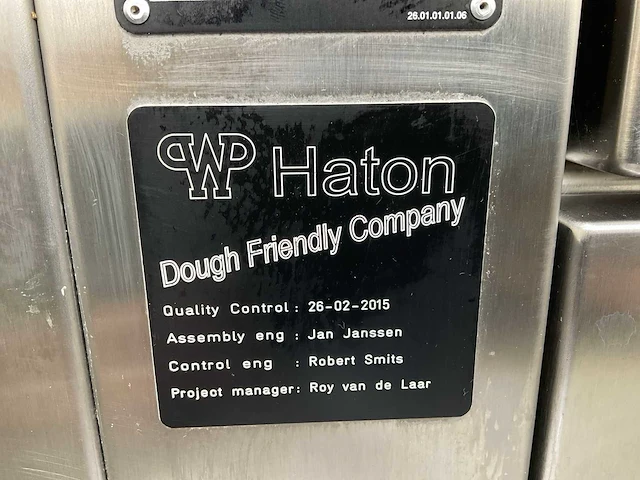 26.01.01.01.06
Haton
Dough Friendly Company
Quality Control: 26-02-2015
Assembly eng : Jan Janssen
Control eng : Robert Smits
Project manager: Roy van de Laar